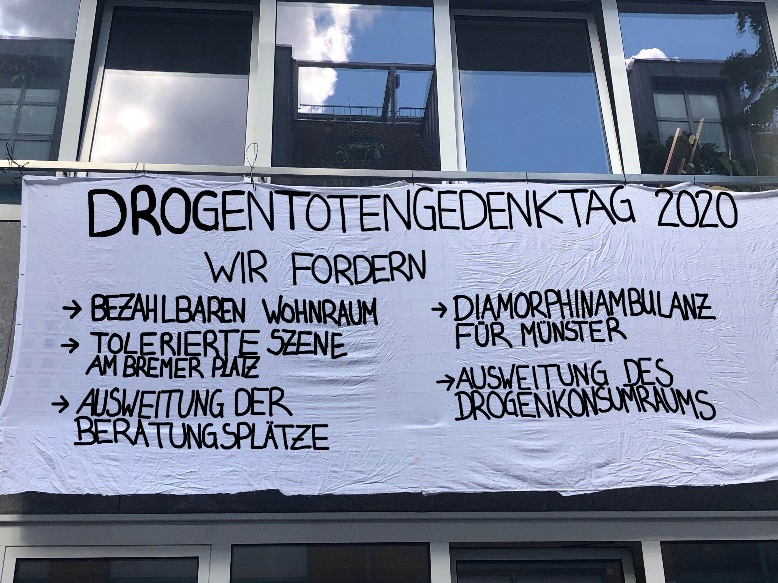 DROGENTOTENGEDENKTAG 2020
WIR FORDERN
→ BEZAHLBAREN WOHNRAUM
→ TOLERIERTE SZENE
AM BREMER PLATZ
→ AUSWEITUNG DER
BERATUNGSPLÄTZE
→ DIAMORPHINAMBULANZ
FÜR MÜNSTER
→ AUSWEITUNG DES
DROGENKONSUMRAUMS